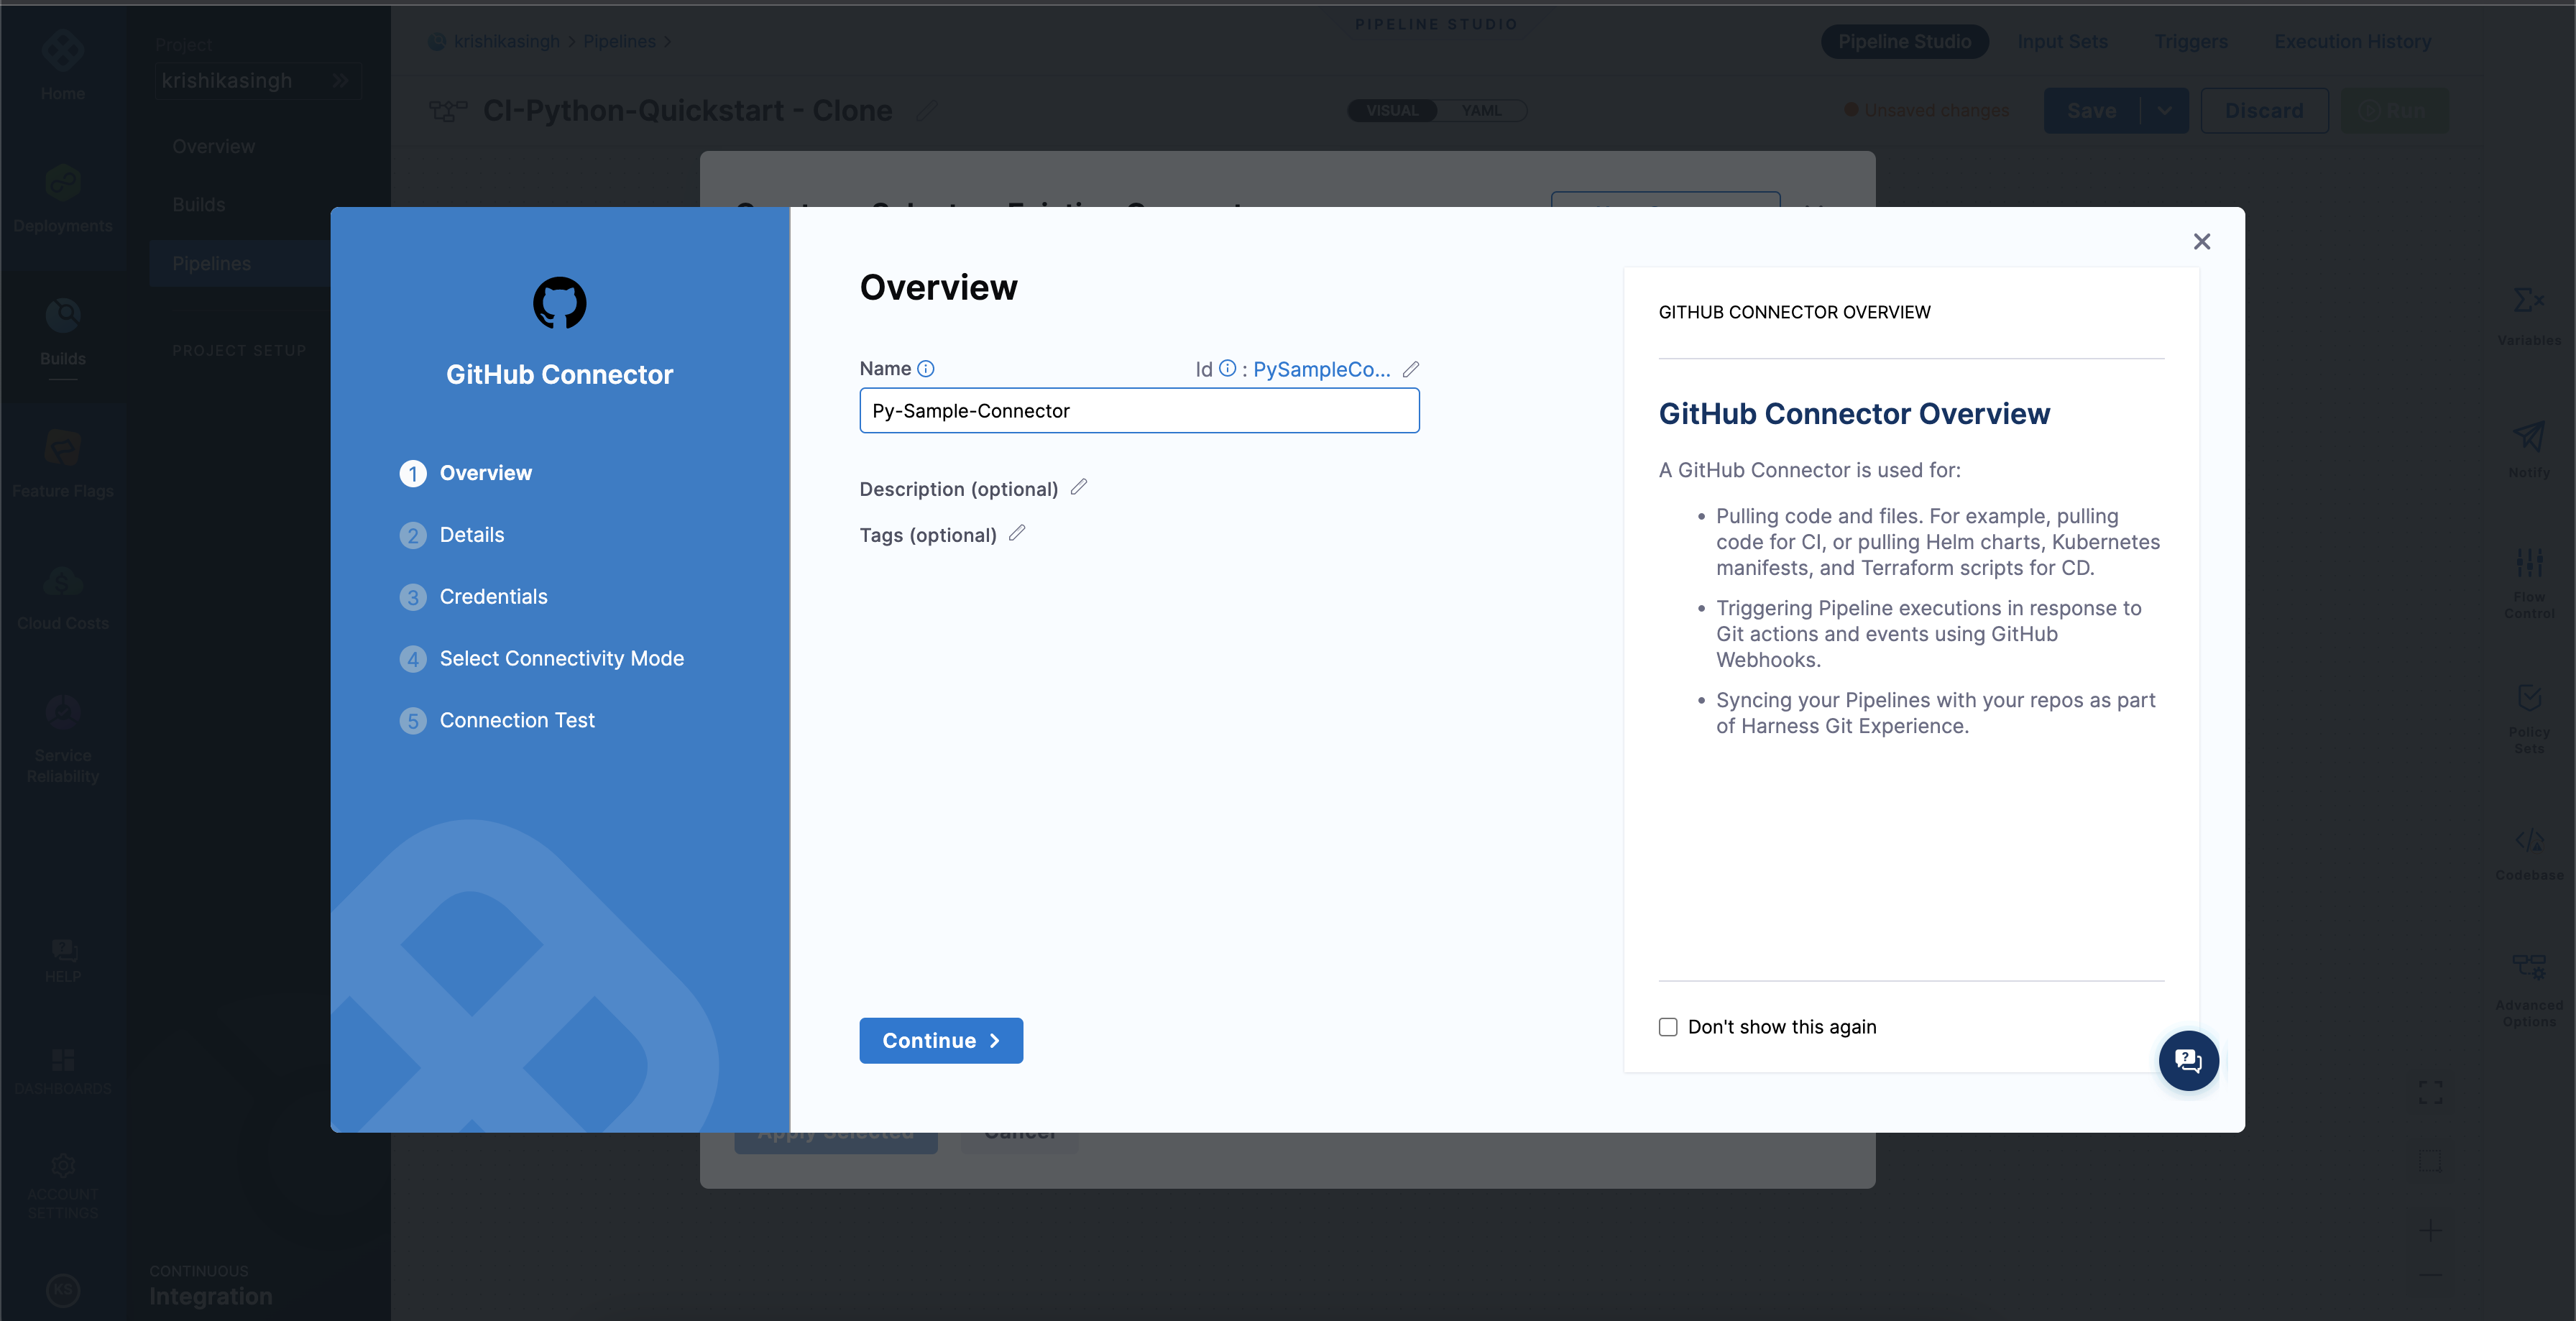 PIPELINE STUDIO
krishikasingh > Pipelines >
Pipeline Studio
Input Sets
Triggers
Execution History
Project
krishikasingh
Home
Overview
Builds
Pipelines
PROJECT SETUP
Deployments
Builds
Feature Flags
Cloud Costs
Service
Reliability
HELP
DASHBOARDS
ACCOUNT
SETTINGS
KS
CONTINUOUS
Integration
CI-Python-Quickstart - Clone
VISUAL
YAML
Unsaved changes
Save
Discard
Run
GitHub Connector
1 Overview
2 Details
3 Credentials
4 Select Connectivity Mode
5 Connection Test
Overview
Name
Id : PySampleCo...
Py-Sample-Connector
Description (optional)
Tags (optional)
Continue
GITHUB CONNECTOR OVERVIEW
GitHub Connector Overview
A GitHub Connector is used for:
• Pulling code and files. For example, pulling
code for CI, or pulling Helm charts, Kubernetes
manifests, and Terraform scripts for CD.
• Triggering Pipeline executions in response to
Git actions and events using GitHub
Webhooks.
• Syncing your Pipelines with your repos as part
of Harness Git Experience.
Don't show this again
Apply Selected
Cancel
Variables
Notify
Flow
Control
Policy
Sets
Codebase
Advanced
Options